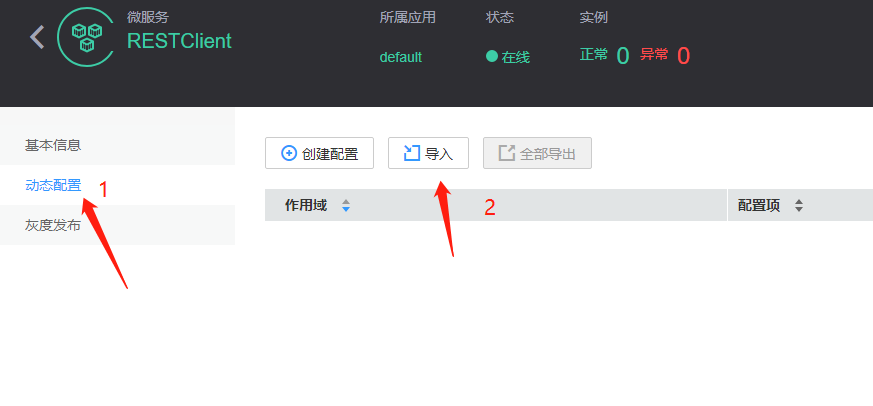 微服务 所属应用 状态 实例
RESTClient
default 在线 正常 0 异常 0
基本信息
创建配置 导入 全部导出
动态配置 1
作用域 2 配置项
灰度发布